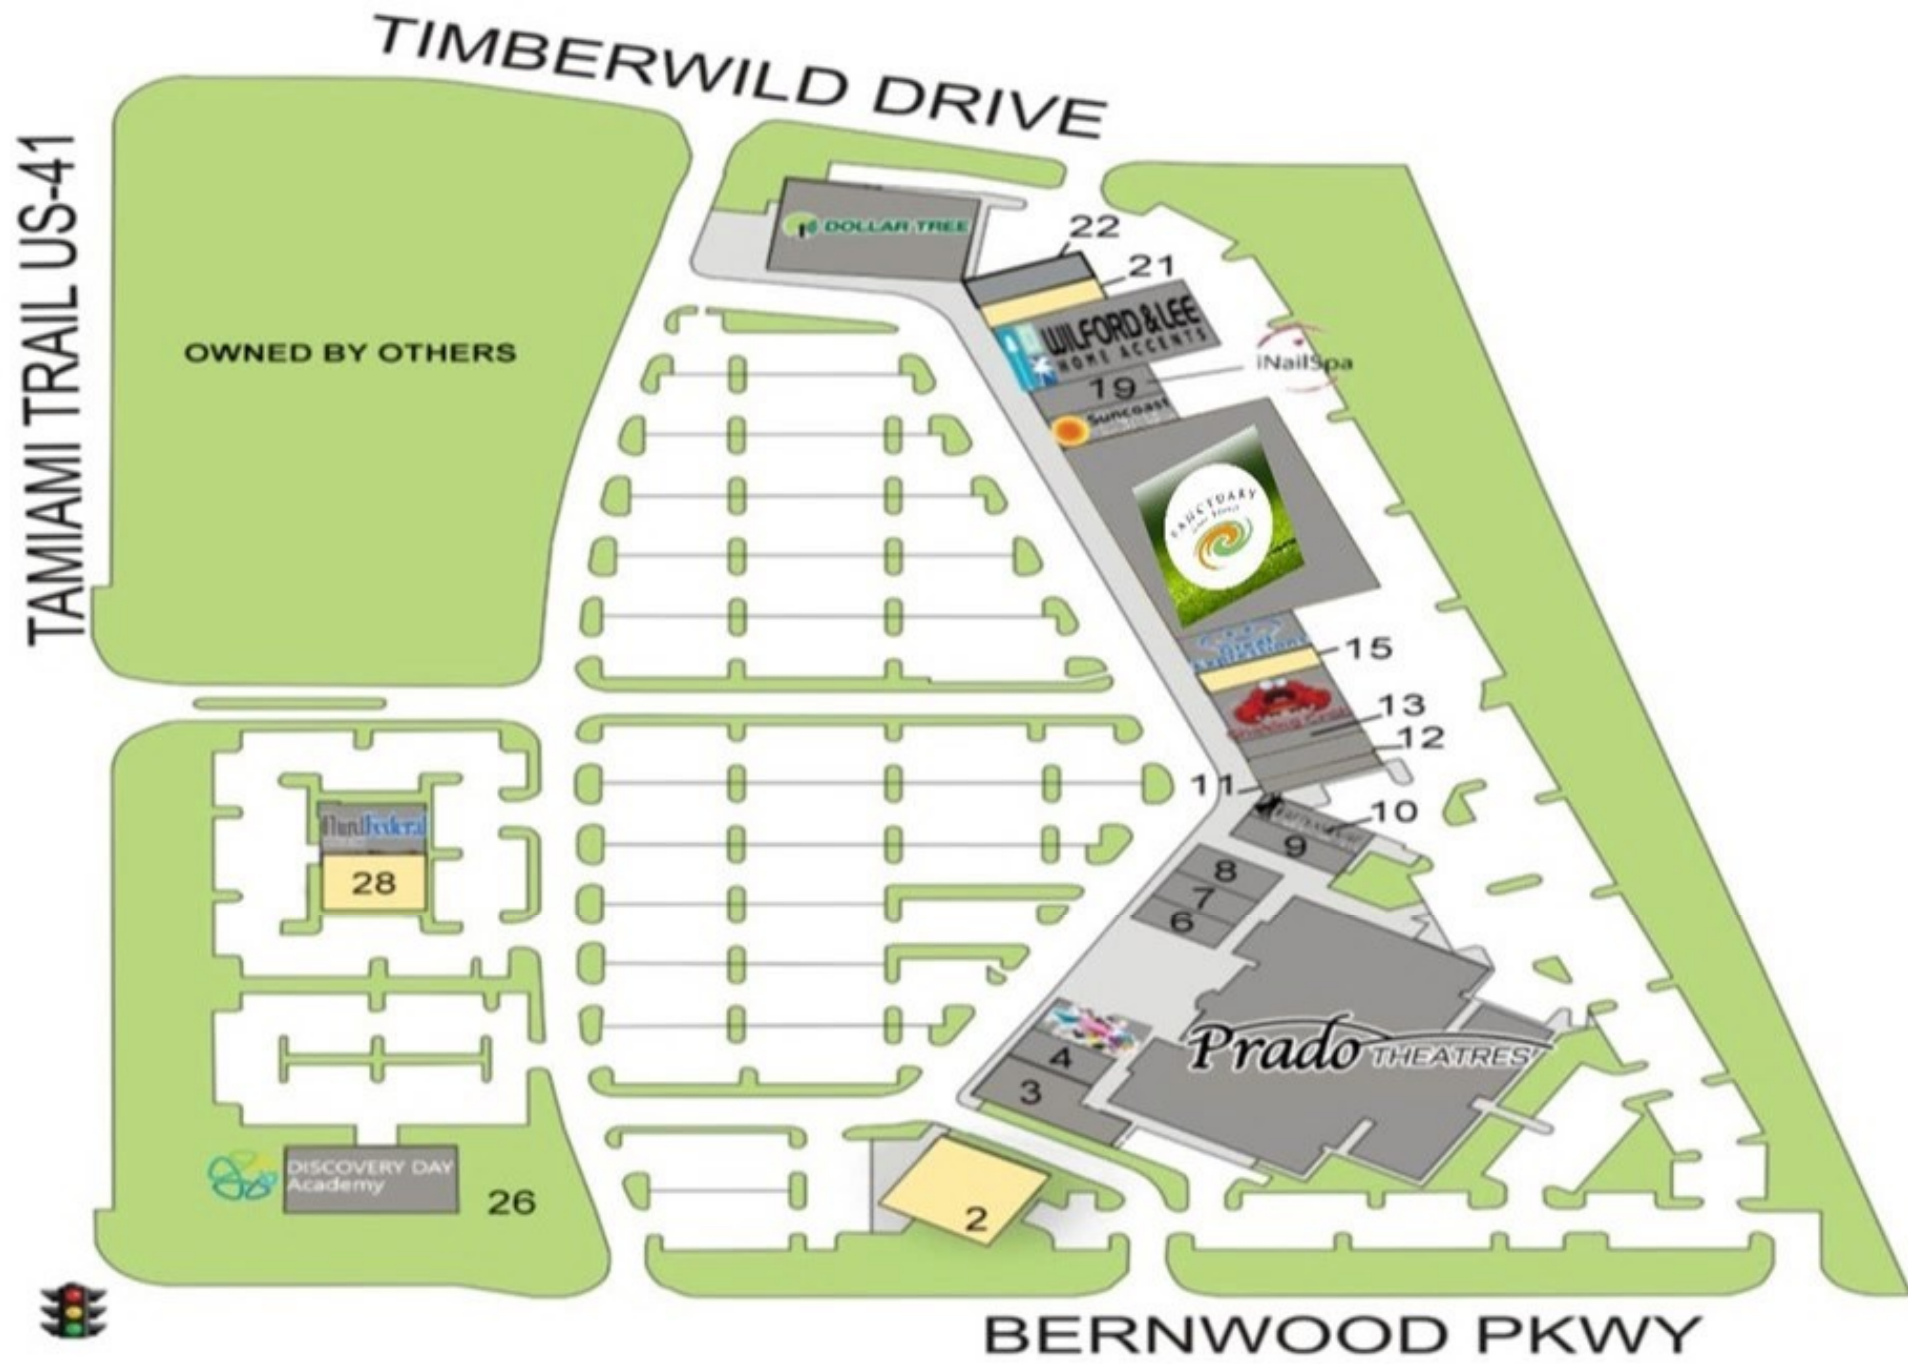 TIMBERWILD DRIVE
TAMIAMI TRAIL US-41
OWNED BY OTHERS
DOLLAR TREE
22
21
WILFORD & LEE
HOME ACCENTS
iNailSpa
19
Suncoast
SANCTUARY
15
13
12
11
10
9
8
7
6
Federal
28
4
3
Prado THEATRES
DISCOVERY DAY
Academy
26
2
BERNWOOD PKWY